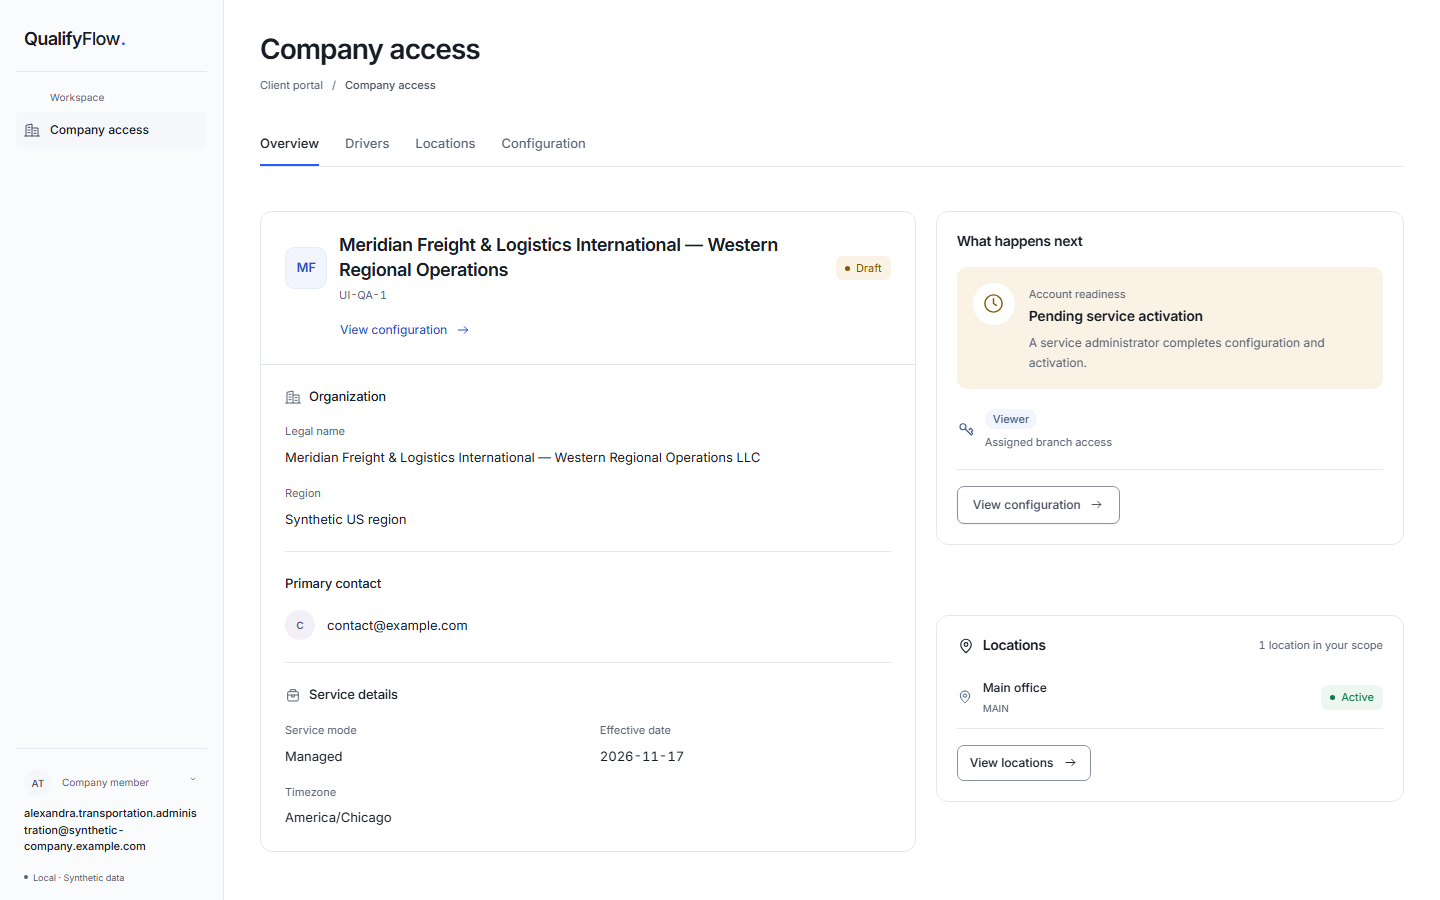 QualifyFlow.
Workspace
Company access
AT
Company member
alexandra.transportation.adminis
tration@synthetic-
company.example.com
Local · Synthetic data
Company access
Client portal / Company access
Overview
Drivers
Locations
Configuration
MF
Meridian Freight & Logistics International — Western
Regional Operations
UI-QA-1
Draft
View configuration
Organization
Legal name
Meridian Freight & Logistics International — Western Regional Operations LLC
Region
Synthetic US region
Primary contact
C
contact@example.com
Service details
Service mode
Managed
Effective date
2026-11-17
Timezone
America/Chicago
What happens next
Account readiness
Pending service activation
A service administrator completes configuration and
activation.
Viewer
Assigned branch access
View configuration
Locations
1 location in your scope
Main office
MAIN
Active
View locations